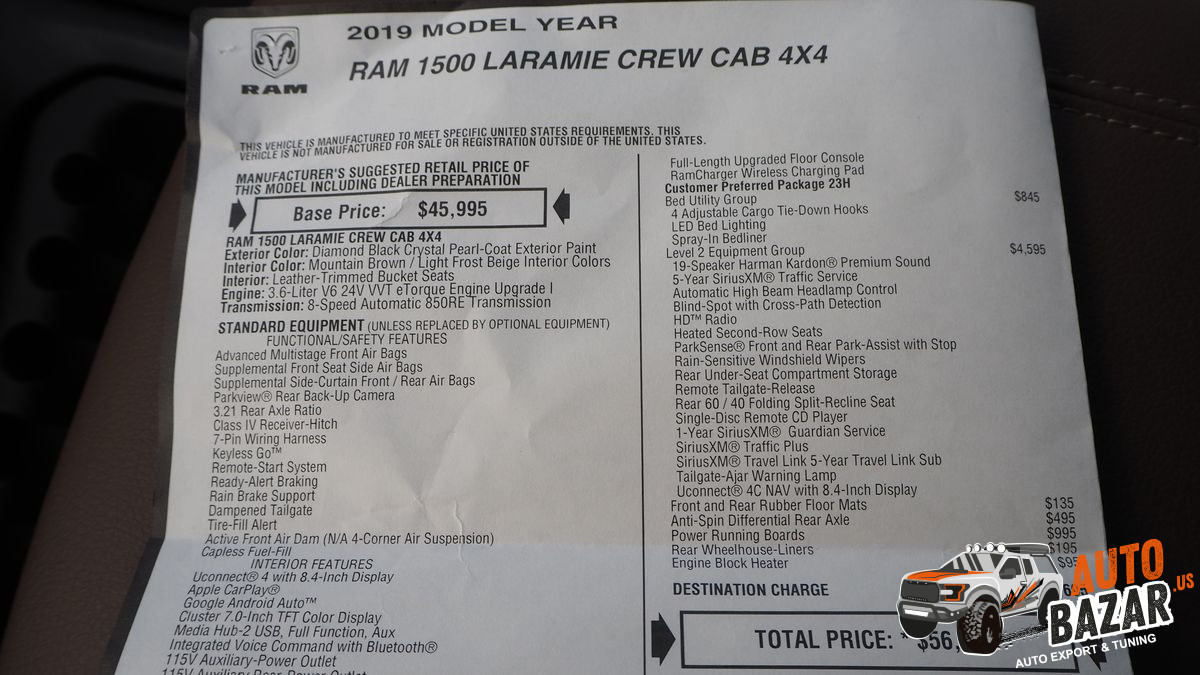 RAM
2019 MODEL YEAR
RAM 1500 LARAMIE CREW CAB 4X4
THIS VEHICLE IS MANUFACTURED TO MEET SPECIFIC UNITED STATES REQUIREMENTS. THIS
VEHICLE IS NOT MANUFACTURED FOR SALE OR REGISTRATION OUTSIDE OF THE UNITED STATES.
MANUFACTURER'S SUGGESTED RETAIL PRICE OF
THIS MODEL INCLUDING DEALER PREPARATION
Base Price: $45,995
RAM 1500 LARAMIE CREW CAB 4X4
Exterior Color: Diamond Black Crystal Pearl-Coat Exterior Paint
Interior Color: Mountain Brown / Light Frost Beige Interior Colors
Interior: Leather-Trimmed Bucket Seats
Engine: 3.6-Liter V6 24V VVT eTorque Engine Upgrade I
Transmission: 8-Speed Automatic 850RE Transmission
STANDARD EQUIPMENT (UNLESS REPLACED BY OPTIONAL EQUIPMENT)
FUNCTIONAL/SAFETY FEATURES
Advanced Multistage Front Air Bags
Supplemental Front Seat Side Air Bags
Supplemental Side-Curtain Front / Rear Air Bags
Parkview® Rear Back-Up Camera
3.21 Rear Axle Ratio
Class IV Receiver-Hitch
7-Pin Wiring Harness
Keyless Go™
Remote-Start System
Ready-Alert Braking
Rain Brake Support
Dampened Tailgate
Tire-Fill Alert
Active Front Air Dam (N/A 4-Corner Air Suspension)
Capless Fuel-Fill
INTERIOR FEATURES
Uconnect® 4 with 8.4-Inch Display
Apple CarPlay®
Google Android Auto™
Cluster 7.0-Inch TFT Color Display
Media Hub-2 USB, Full Function, Aux
Integrated Voice Command with Bluetooth®
115V Auxiliary-Power Outlet
115V Auxiliary Rear-Power Outlet
Full-Length Upgraded Floor Console
RamCharger Wireless Charging Pad
Customer Preferred Package 23H
Bed Utility Group $845
4 Adjustable Cargo Tie-Down Hooks
LED Bed Lighting
Spray-In Bedliner
Level 2 Equipment Group $4,595
19-Speaker Harman Kardon® Premium Sound
5-Year SiriusXM® Traffic Service
Automatic High Beam Headlamp Control
Blind-Spot with Cross-Path Detection
HD™ Radio
Heated Second-Row Seats
ParkSense® Front and Rear Park-Assist with Stop
Rain-Sensitive Windshield Wipers
Rear Under-Seat Compartment Storage
Remote Tailgate-Release
Rear 60 / 40 Folding Split-Recline Seat
Single-Disc Remote CD Player
1-Year SiriusXM® Guardian Service
SiriusXM® Traffic Plus
SiriusXM® Travel Link 5-Year Travel Link Sub
Tailgate-Ajar Warning Lamp
Uconnect® 4C NAV with 8.4-Inch Display
Front and Rear Rubber Floor Mats $135
Anti-Spin Differential Rear Axle $495
Power Running Boards $995
Rear Wheelhouse-Liners $195
Engine Block Heater $95
DESTINATION CHARGE
TOTAL PRICE: * $56,
AUTO
BAZAR.US
AUTO EXPORT & TUNING